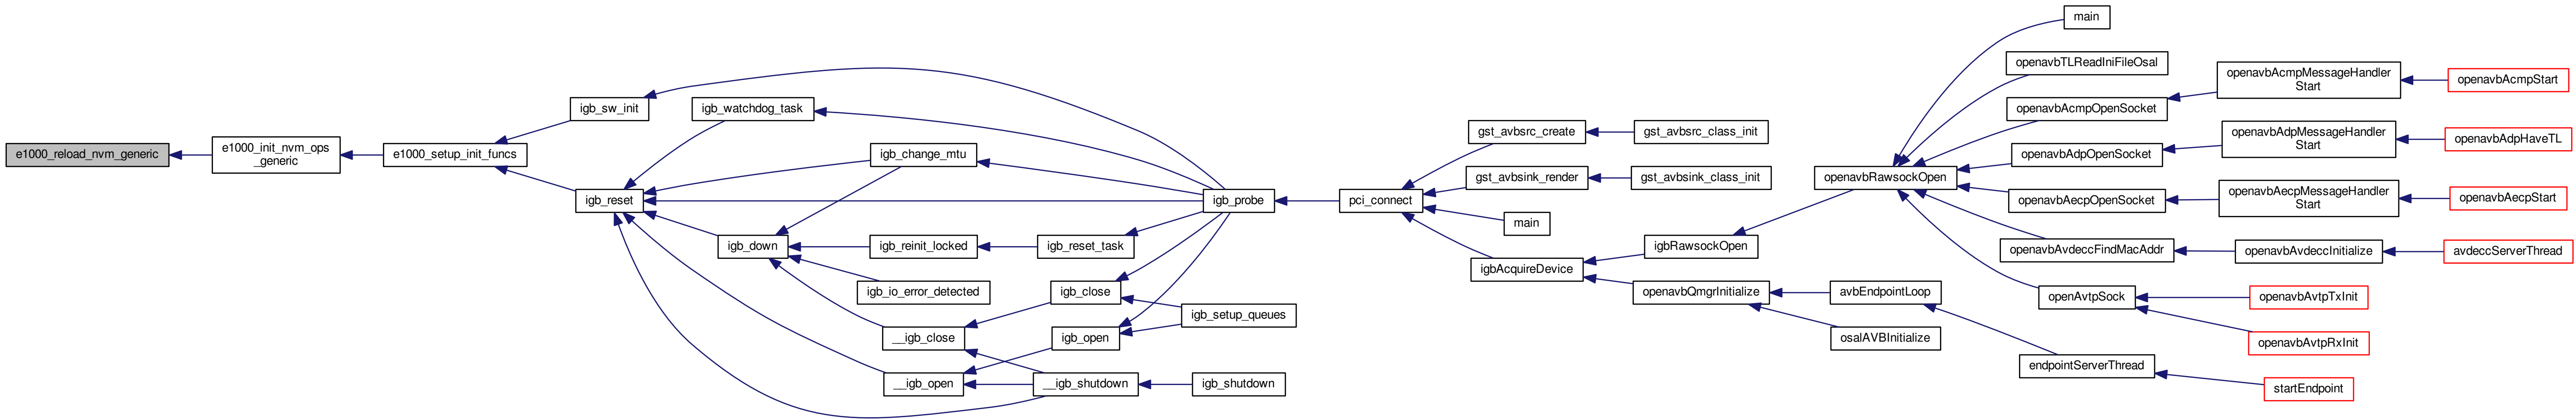 e1000_reload_nvm_generic
e1000_init_nvm_ops
_generic
e1000_setup_init_funcs
igb_sw_init
igb_reset
igb_watchdog_task
igb_change_mtu
igb_down
igb_reinit_locked
igb_reset_task
igb_io_error_detected
__igb_close
igb_close
igb_setup_queues
igb_open
__igb_open
__igb_shutdown
igb_shutdown
igb_probe
pci_connect
gst_avbsrc_create
gst_avbsrc_class_init
gst_avbsink_render
gst_avbsink_class_init
main
igbAcquireDevice
igbRawsockOpen
openavbQmgrInitialize
avbEndpointLoop
osalAVBInitialize
endpointServerThread
startEndpoint
openavbRawsockOpen
main
openavbTLReadIniFileOsal
openavbAcmpOpenSocket
openavbAcmpMessageHandler
Start
openavbAcmpStart
openavbAdpOpenSocket
openavbAdpMessageHandler
Start
openavbAdpHaveTL
openavbAecpOpenSocket
openavbAecpMessageHandler
Start
openavbAecpStart
openavbAvdeccFindMacAddr
openavbAvdeccInitialize
avdeccServerThread
openAvtpSock
openavbAvtpTxInit
openavbAvtpRxInit